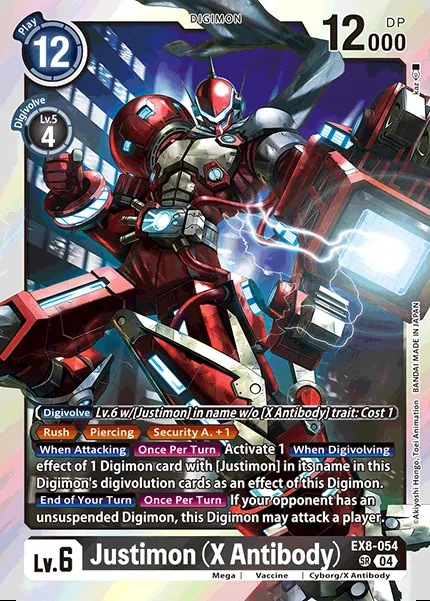 DIGIMON
Play
12
12000
DP
Digivolve
Lv.5
4
kaz
Digivolve Lv.6 w/[Justimon] in name w/o [X Antibody] trait: Cost 1
Rush Piercing Security A. +1
When Attacking Once Per Turn Activate 1 When Digivolving
effect of 1 Digimon card with [Justimon] in its name in this
Digimon's digivolution cards as an effect of this Digimon.
End of Your Turn Once Per Turn If your opponent has an
unsuspended Digimon, this Digimon may attack a player.
©Akiyoshi Hongo, Toei Animation BANDAI MADE IN JAPAN
Lv.6
Justimon (X Antibody)
EX8-054
SR 04
Mega | Vaccine | Cyborg/X Antibody